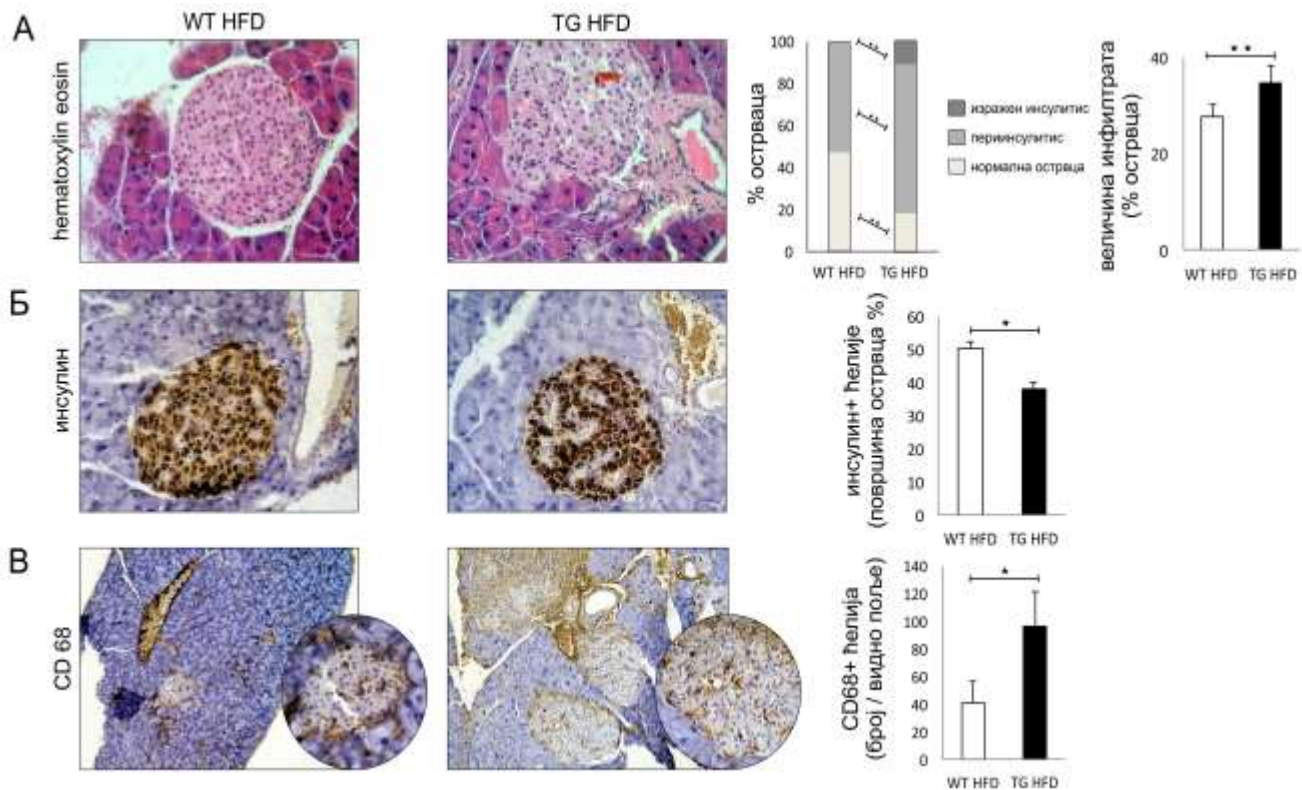 WT HFD
TG HFD
А
hematoxylin eosin
% острваца
100
80
60
40
20
0
**
**
**
WT HFD TG HFD
изражен инсулитис
периинсулитис
нормална острвца
величина инфилтрата
(% острвца)
40
20
0
**
WT HFD TG HFD
Б
инсулин
инсулин+ ћелије
(површина острвца %)
60
50
40
30
20
10
0
*
WT HFD TG HFD
В
CD 68
CD68+ ћелија
(број / видно поље)
140
120
100
80
60
40
20
0
*
WT HFD TG HFD